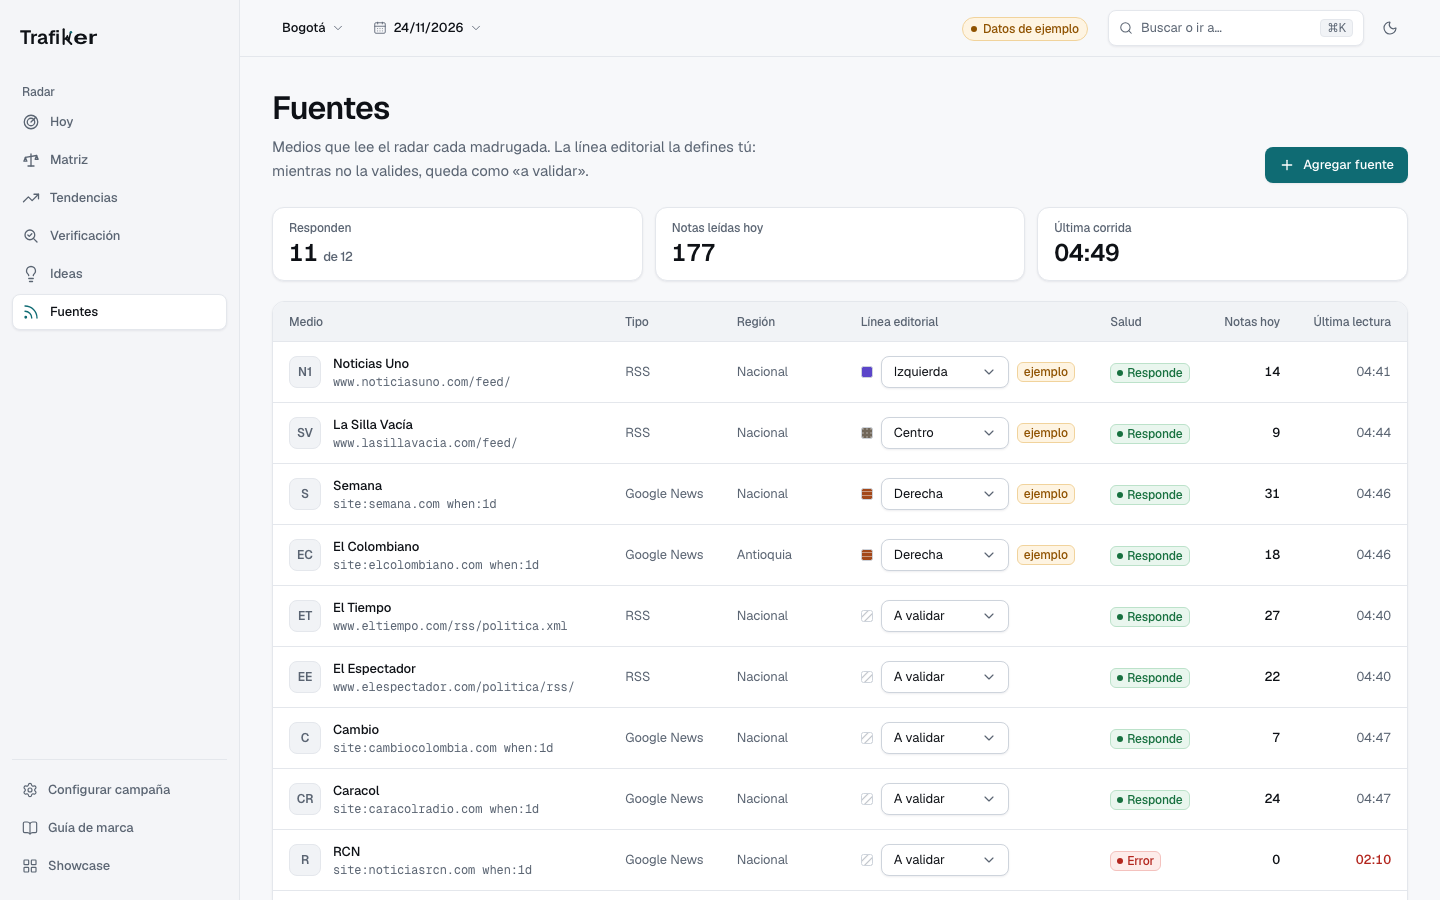 Trafiker
Bogotá
24/11/2026
Datos de ejemplo
Buscar o ir a...
⌘K
Radar
Hoy
Matriz
Tendencias
Verificación
Ideas
Fuentes
Configurar campaña
Guía de marca
Showcase
Fuentes
Medios que lee el radar cada madrugada. La línea editorial la defines tú:
mientras no la valides, queda como «a validar».
Agregar fuente
Responden
11 de 12
Notas leídas hoy
177
Última corrida
04:49
Medio Tipo Región Línea editorial Salud Notas hoy Última lectura
N1 Noticias Uno RSS Nacional Izquierda ejemplo Responde 14 04:41
www.noticiasuno.com/feed/
SV La Silla Vacía RSS Nacional Centro ejemplo Responde 9 04:44
www.lasillavacia.com/feed/
S Semana Google News Nacional Derecha ejemplo Responde 31 04:46
site:semana.com when:1d
EC El Colombiano Google News Antioquia Derecha ejemplo Responde 18 04:46
site:elcolombiano.com when:1d
ET El Tiempo RSS Nacional A validar Responde 27 04:40
www.eltiempo.com/rss/politica.xml
EE El Espectador RSS Nacional A validar Responde 22 04:40
www.elespectador.com/politica/rss/
C Cambio Google News Nacional A validar Responde 7 04:47
site:cambiocolombia.com when:1d
CR Caracol Google News Nacional A validar Responde 24 04:47
site:caracolradio.com when:1d
R RCN Google News Nacional A validar Error 0 02:10
site:noticiasrcn.com when:1d